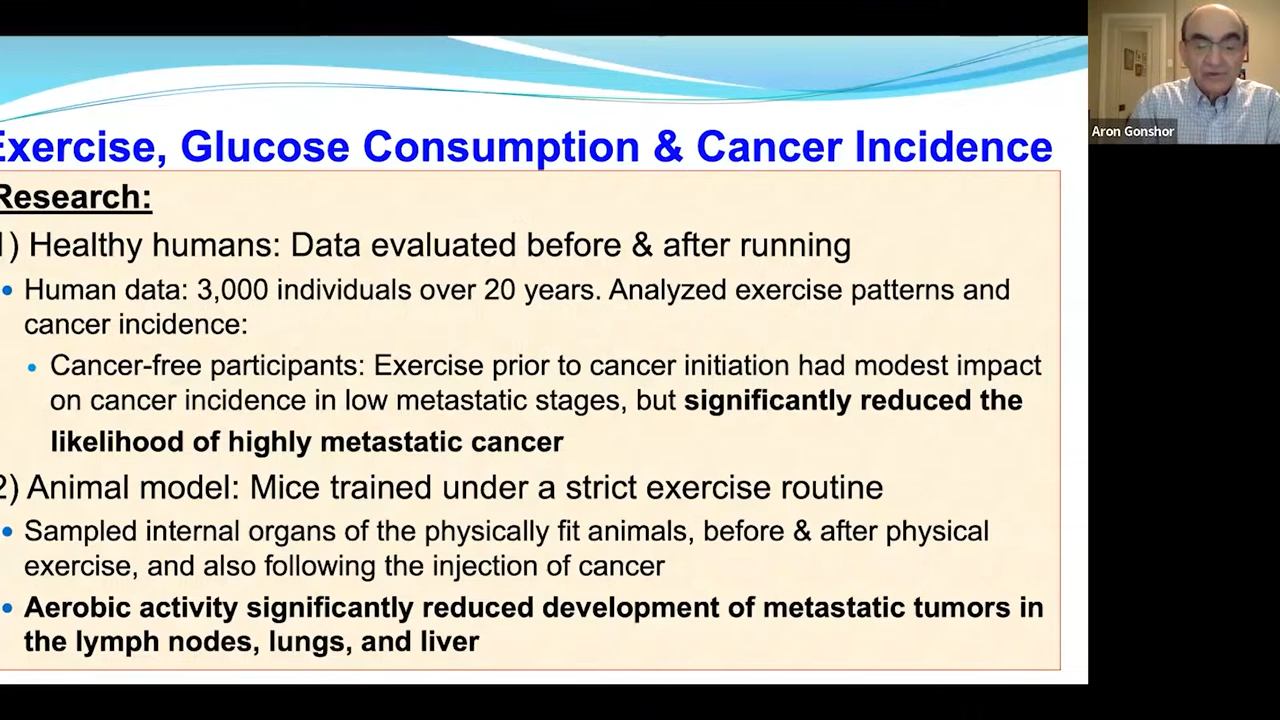 Exercise, Glucose Consumption & Cancer Incidence
Aron Gonshor
Research:
1) Healthy humans: Data evaluated before & after running
• Human data: 3,000 individuals over 20 years. Analyzed exercise patterns and
cancer incidence:
• Cancer-free participants: Exercise prior to cancer initiation had modest impact
on cancer incidence in low metastatic stages, but significantly reduced the
likelihood of highly metastatic cancer
2) Animal model: Mice trained under a strict exercise routine
• Sampled internal organs of the physically fit animals, before & after physical
exercise, and also following the injection of cancer
• Aerobic activity significantly reduced development of metastatic tumors in
the lymph nodes, lungs, and liver